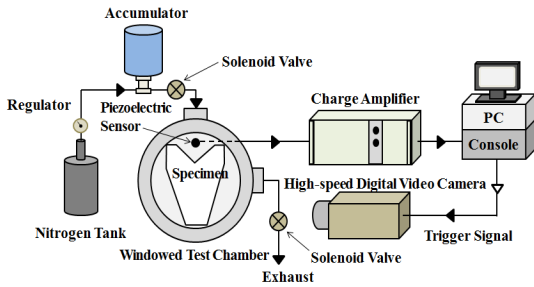 Accumulator
Solenoid Valve
Regulator
Piezoelectric
Sensor
Charge Amplifier
PC
Console
Specimen
High-speed Digital Video Camera
Nitrogen Tank
Windowed Test Chamber
Solenoid Valve
Trigger Signal
Exhaust